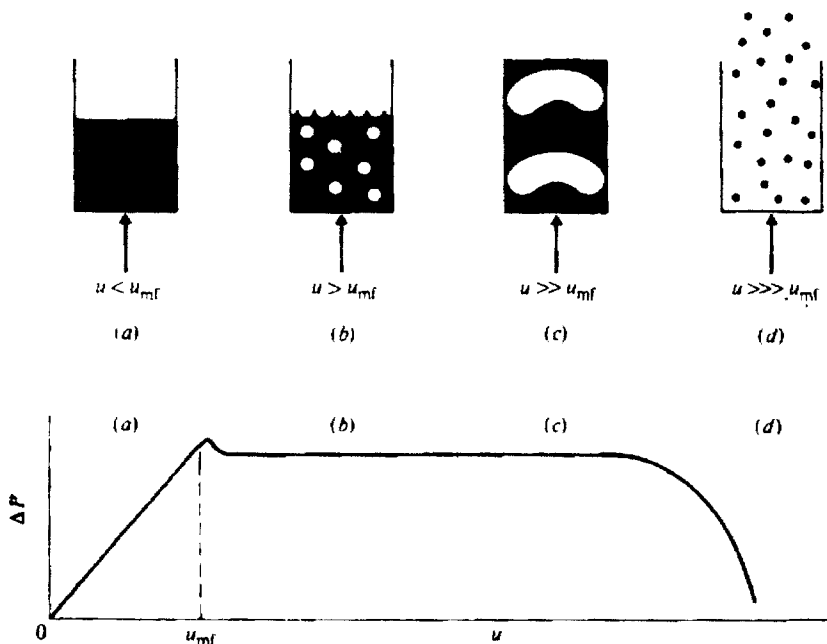 u < u_mf u > u_mf u >> u_mf u >>> u_mf
(a) (b) (c) (d)
(a) (b) (c) (d)
ΔP
0 u_mf u